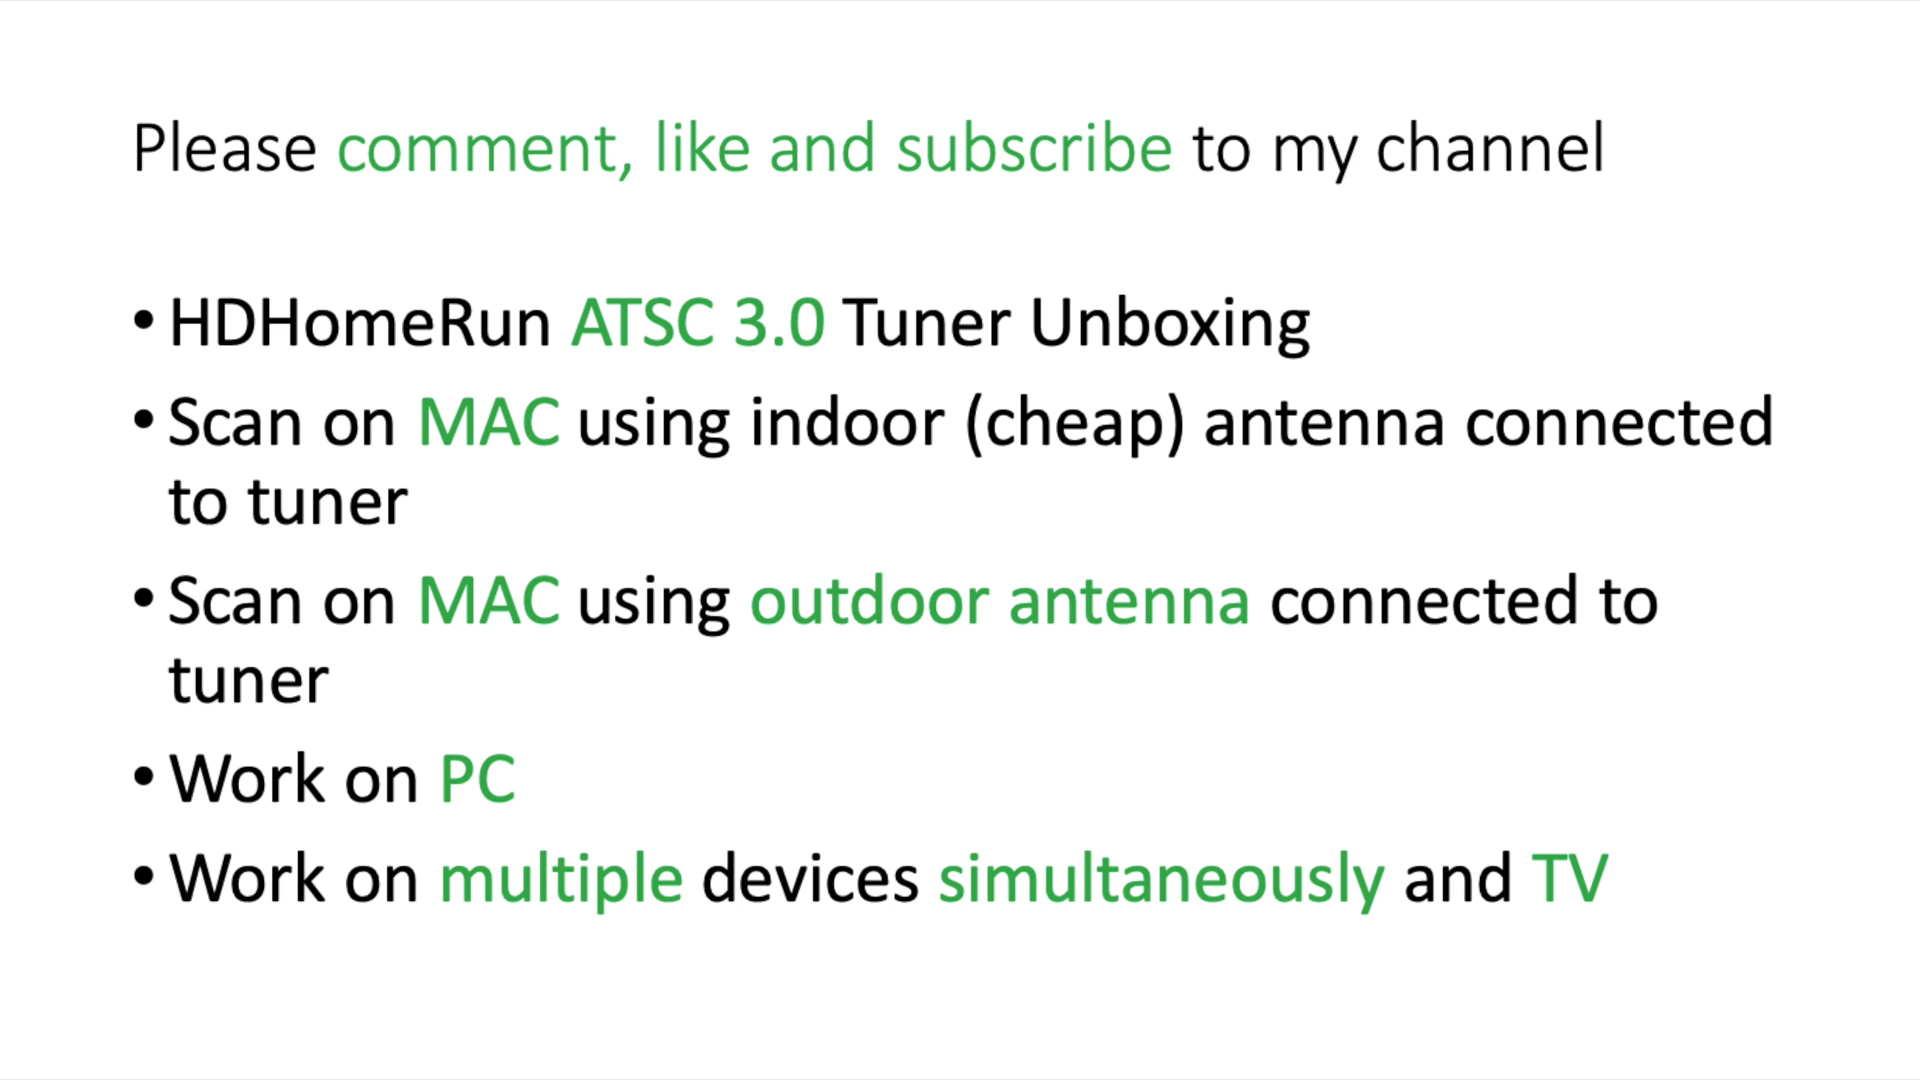 Please comment, like and subscribe to my channel
• HDHomeRun ATSC 3.0 Tuner Unboxing
• Scan on MAC using indoor (cheap) antenna connected
to tuner
• Scan on MAC using outdoor antenna connected to
tuner
• Work on PC
• Work on multiple devices simultaneously and TV